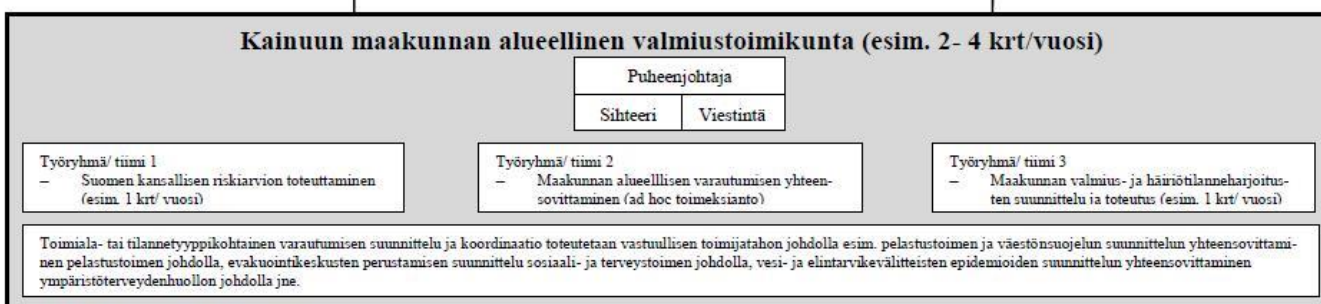 Kainuun maakunnan alueellinen valmiustoimikunta (esim. 2- 4 krt/vuosi)
Puheenjohtaja
Sihteeri Viestintä
Työryhmä/ tiimi 1
– Suomen kansallisen riskiarvion toteuttaminen
(esim. 1 krt/ vuosi)
Työryhmä/ tiimi 2
– Maakunnan alueelllisen varautumisen yhteen-
sovittaminen (ad hoc toimeksianto)
Työryhmä/ tiimi 3
– Maakunnan valmius- ja häiriötilanneharjoitus-
ten suunnittelu ja toteutus (esim. 1 krt/ vuosi)
Toimiala- tai tilannetyyppikohtainen varautumisen suunnittelu ja koordinaatio toteutetaan vastuullisen toimijatahon johdolla esim. pelastustoimen ja väestönsuojelun suunnittelun yhteensovittami-
nen pelastustoimen johdolla, evakuointikeskusten perustamisen suunnittelu sosiaali- ja terveystoimen johdolla, vesi- ja elintarvikevälitteisten epidemioiden suunnittelun yhteensovittaminen
ympäristöterveydenhuollon johdolla jne.